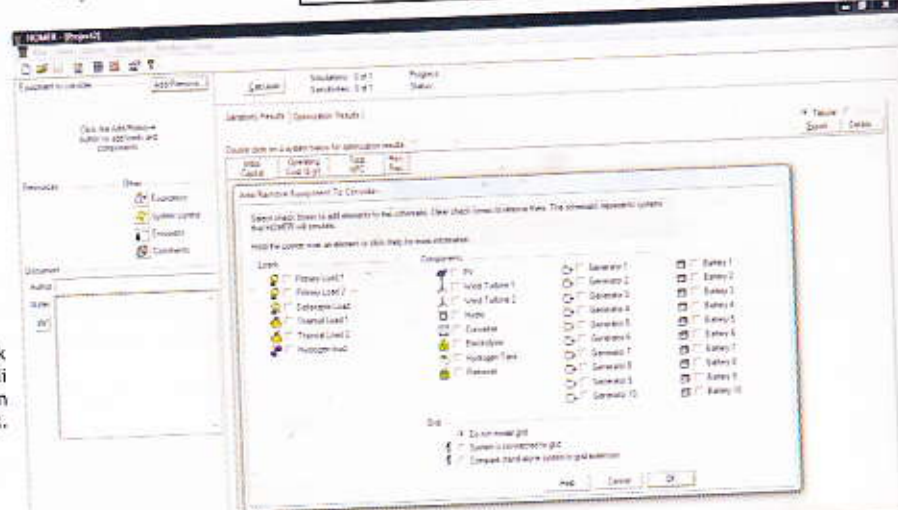 HOMER - [Project2]
Equipment to consider
Add/Remove...
Calculate
Simulations: 0 of 1
Sensitivities: 0 of 1
Progress:
Status:
Click the Add/Remove
button to add loads and
components.
Sensitivity Results
Optimization Results
Tabular
Export...
Details...
Double click on a system below for optimization results.
Initial
Capital
Operating
Cost ($/yr)
Total
NPC
Ren.
Frac.
Resources
Other
Economics
System control
Emissions
Constraints
Document
Author
Notes
Add/Remove Equipment To Consider
Select check boxes to add elements to the schematic. Clear check boxes to remove them. The schematic represents systems
that HOMER will simulate.
Hold the pointer over an element or click Help for more information.
Loads
Primary Load 1
Primary Load 2
Deferrable Load
Thermal Load 1
Thermal Load 2
Hydrogen load
Components
PV
Wind Turbine 1
Wind Turbine 2
Hydro
Converter
Electrolyzer
Hydrogen Tank
Reformer
Generator 1
Generator 2
Generator 3
Generator 4
Generator 5
Generator 6
Generator 7
Generator 8
Generator 9
Generator 10
Battery 1
Battery 2
Battery 3
Battery 4
Battery 5
Battery 6
Battery 7
Battery 8
Battery 9
Battery 10
Grid
Do not model grid
System is connected to grid
Compare stand-alone system to grid extension
Help
Cancel
OK